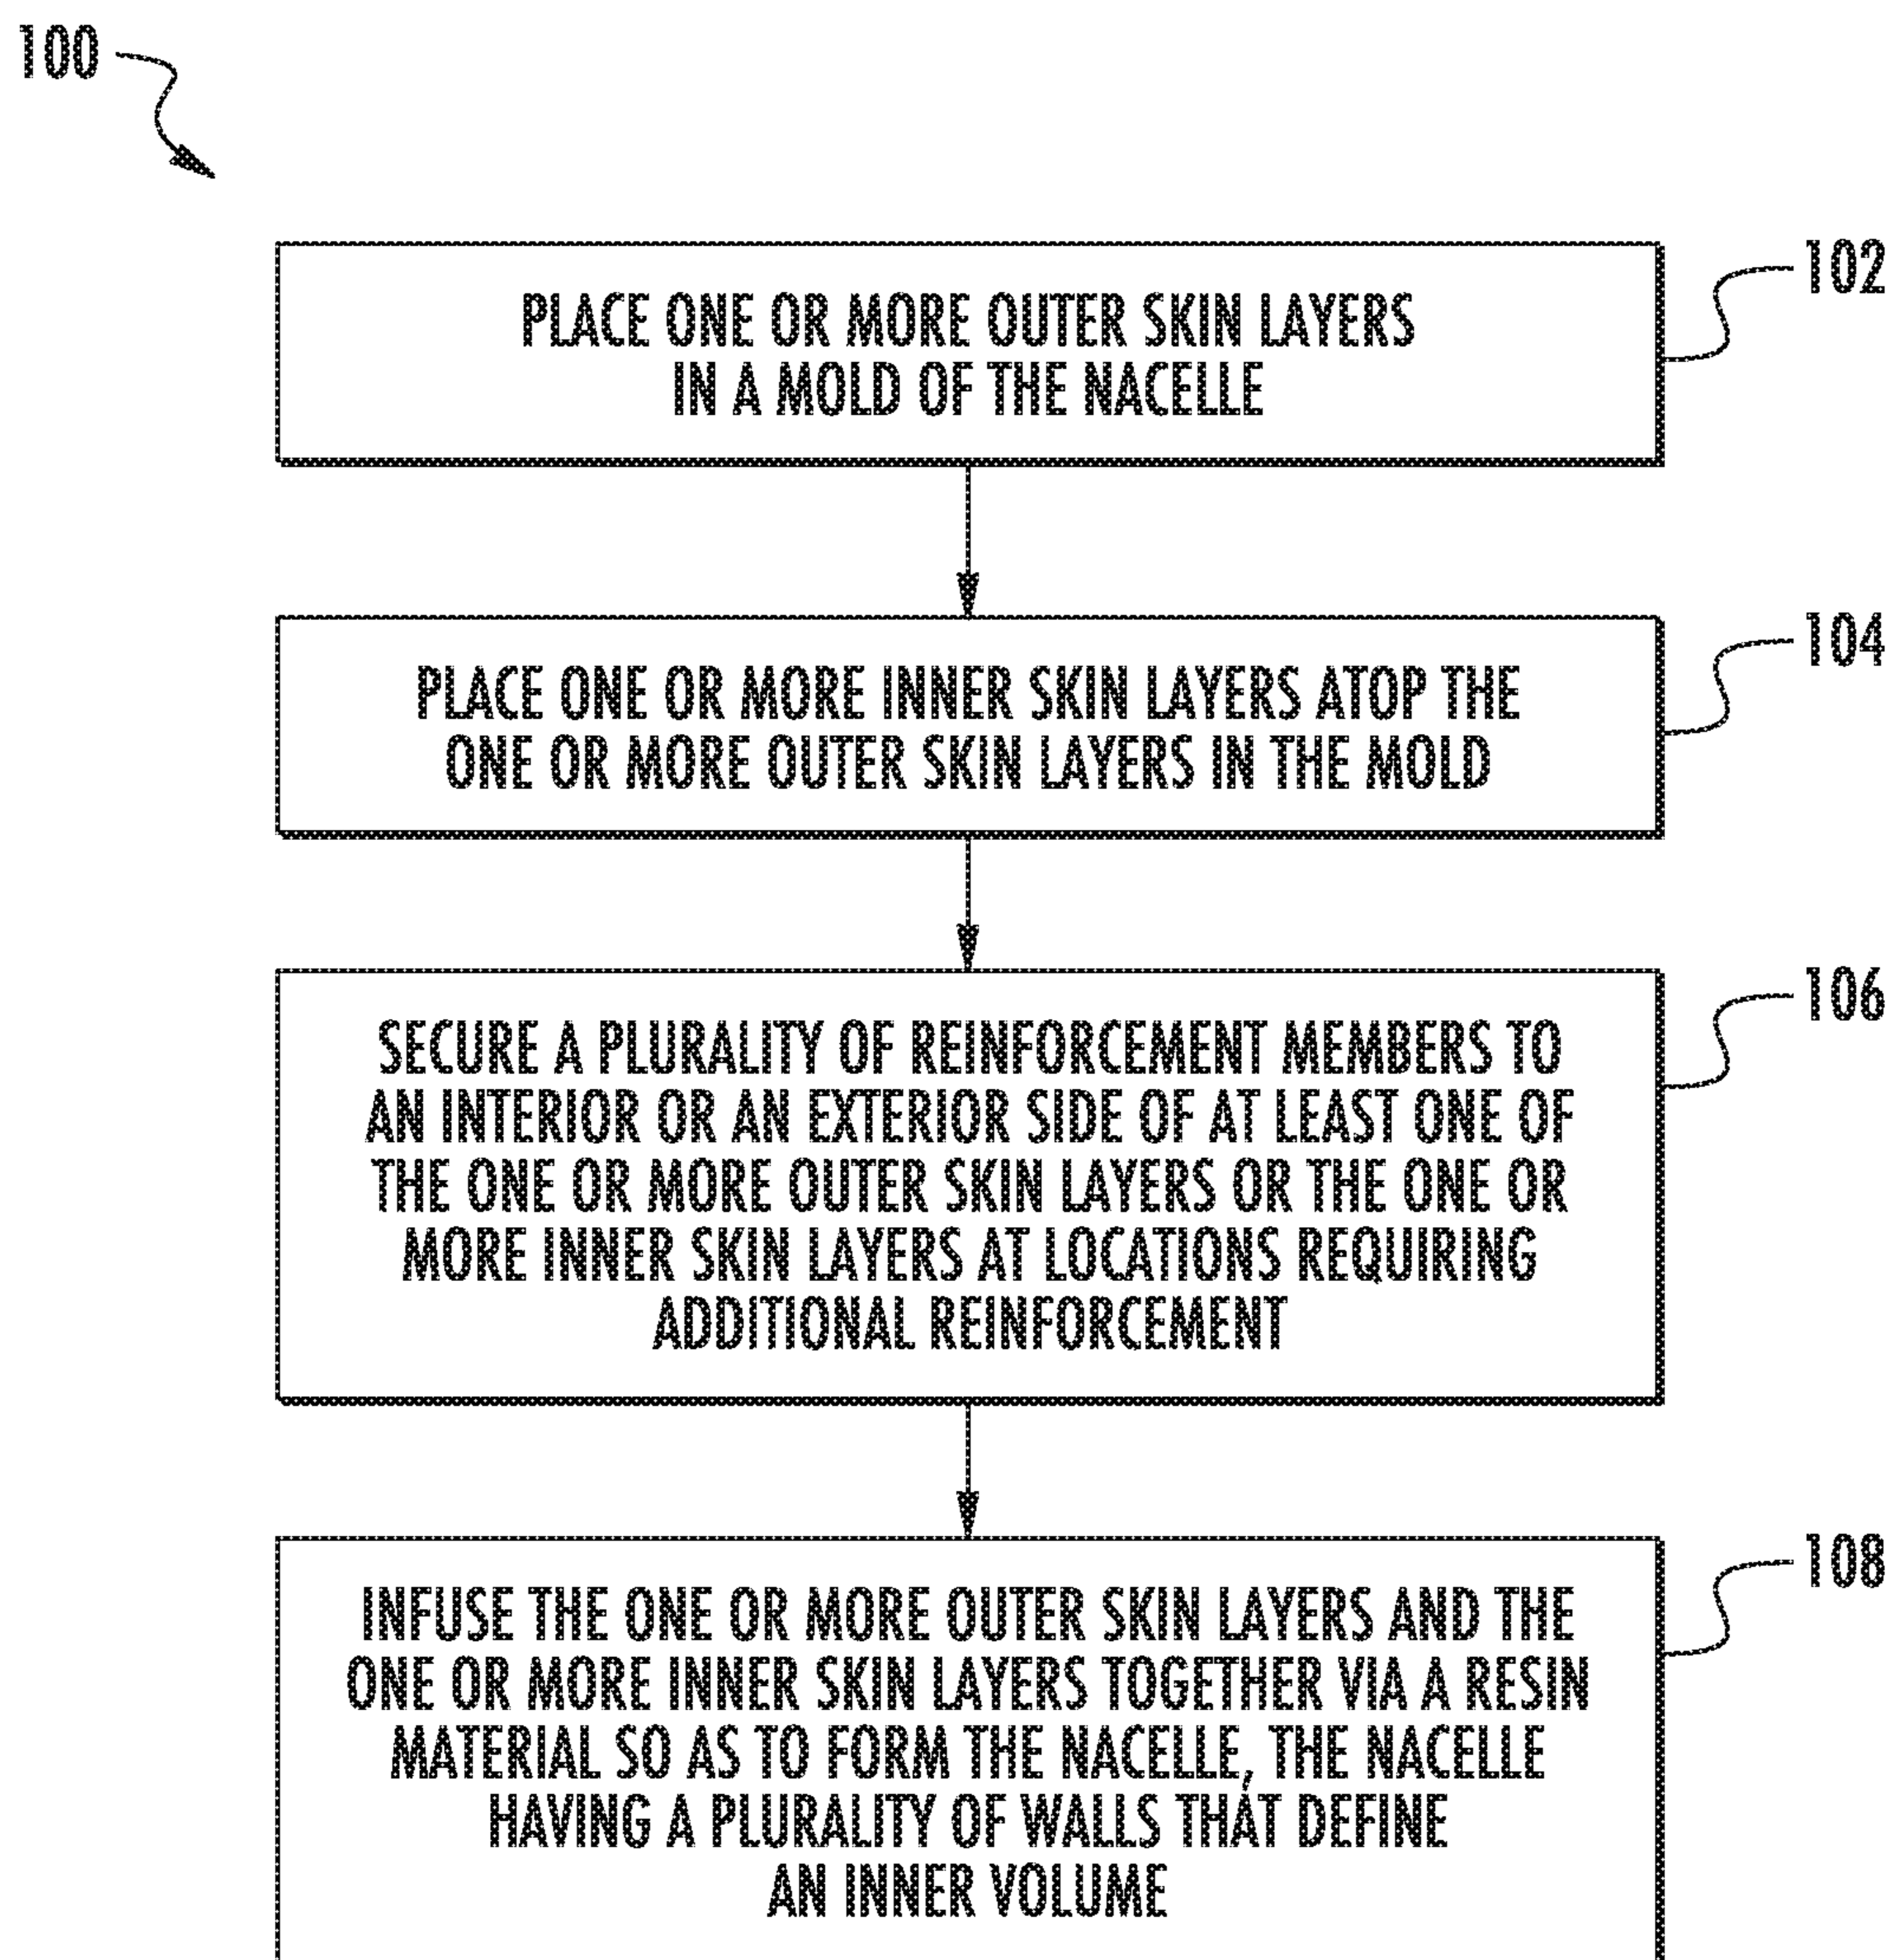 100
102
PLACE ONE OR MORE OUTER SKIN LAYERS
IN A MOLD OF THE NACELLE
104
PLACE ONE OR MORE INNER SKIN LAYERS ATOP THE
ONE OR MORE OUTER SKIN LAYERS IN THE MOLD
106
SECURE A PLURALITY OF REINFORCEMENT MEMBERS TO
AN INTERIOR OR AN EXTERIOR SIDE OF AT LEAST ONE OF
THE ONE OR MORE OUTER SKIN LAYERS OR THE ONE OR
MORE INNER SKIN LAYERS AT LOCATIONS REQUIRING
ADDITIONAL REINFORCEMENT
108
INFUSE THE ONE OR MORE OUTER SKIN LAYERS AND THE
ONE OR MORE INNER SKIN LAYERS TOGETHER VIA A RESIN
MATERIAL SO AS TO FORM THE NACELLE, THE NACELLE
HAVING A PLURALITY OF WALLS THAT DEFINE
AN INNER VOLUME